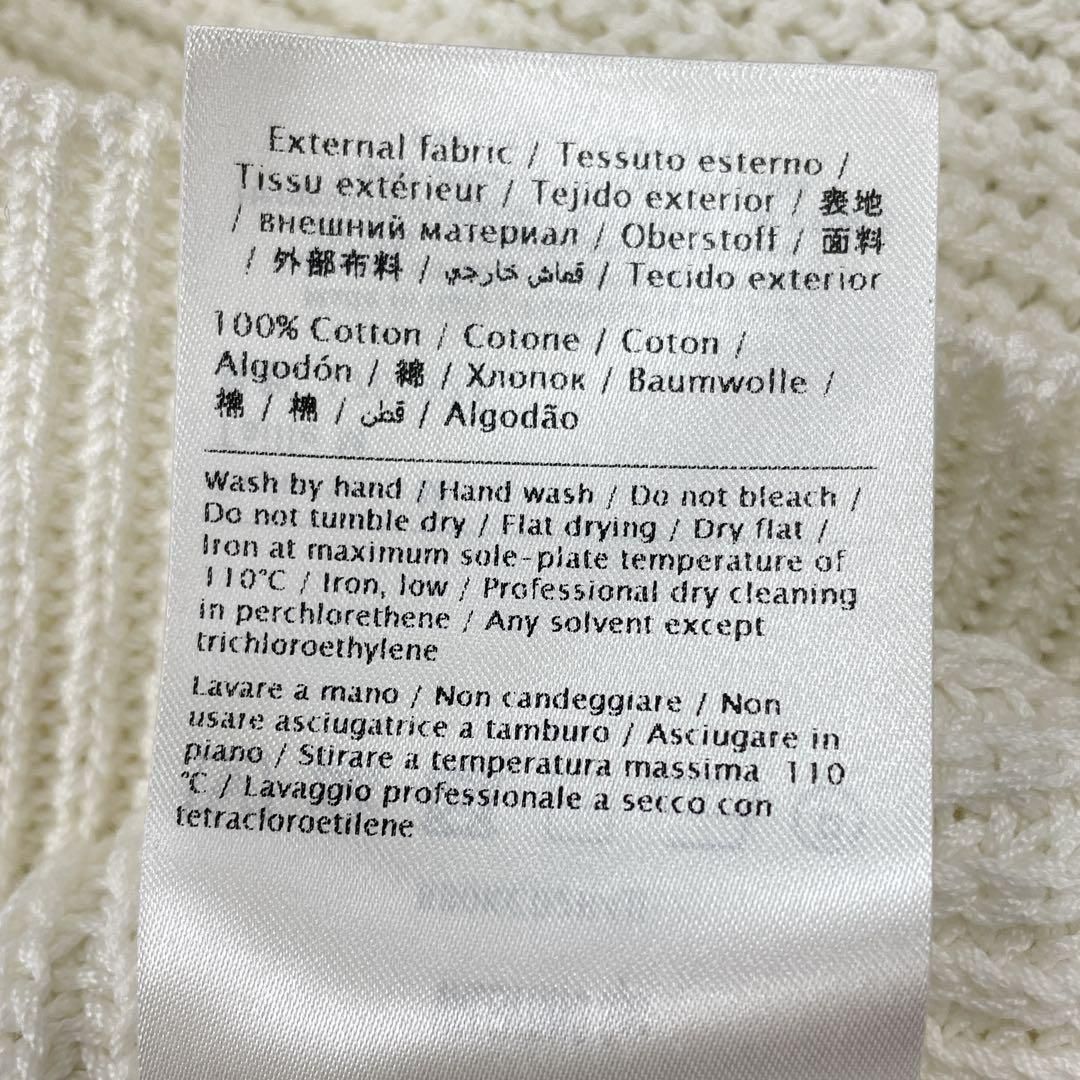 External fabric / Tessuto esterno /
Tissu extérieur / Tejido exterior / 表地
/ внешний материал / Oberstoff / 面料
/ 外部布料 / قماش خارجي / Tecido exterior
100% Cotton / Cotone / Coton /
Algodón / 綿 / Хлопок / Baumwolle /
棉 / 棉 / قطن / Algodão
Wash by hand / Hand wash / Do not bleach /
Do not tumble dry / Flat drying / Dry flat /
Iron at maximum sole-plate temperature of
110°C / Iron, low / Professional dry cleaning
in perchlorethene / Any solvent except
trichloroethylene
Lavare a mano / Non candeggiare / Non
usare asciugatrice a tamburo / Asciugare in
piano / Stirare a temperatura massima 110
°C / Lavaggio professionale a secco con
tetracloroetilene